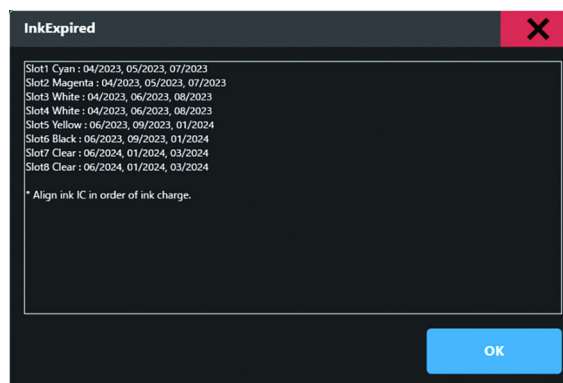 InkExpired
Slot1 Cyan : 04/2023, 05/2023, 07/2023
Slot2 Magenta : 04/2023, 05/2023, 07/2023
Slot3 White : 04/2023, 06/2023, 08/2023
Slot4 White : 04/2023, 06/2023, 08/2023
Slot5 Yellow : 06/2023, 09/2023, 01/2024
Slot6 Black : 06/2023, 09/2023, 01/2024
Slot7 Clear : 06/2024, 01/2024, 03/2024
Slot8 Clear : 06/2024, 01/2024, 03/2024
* Align ink IC in order of ink charge.
OK